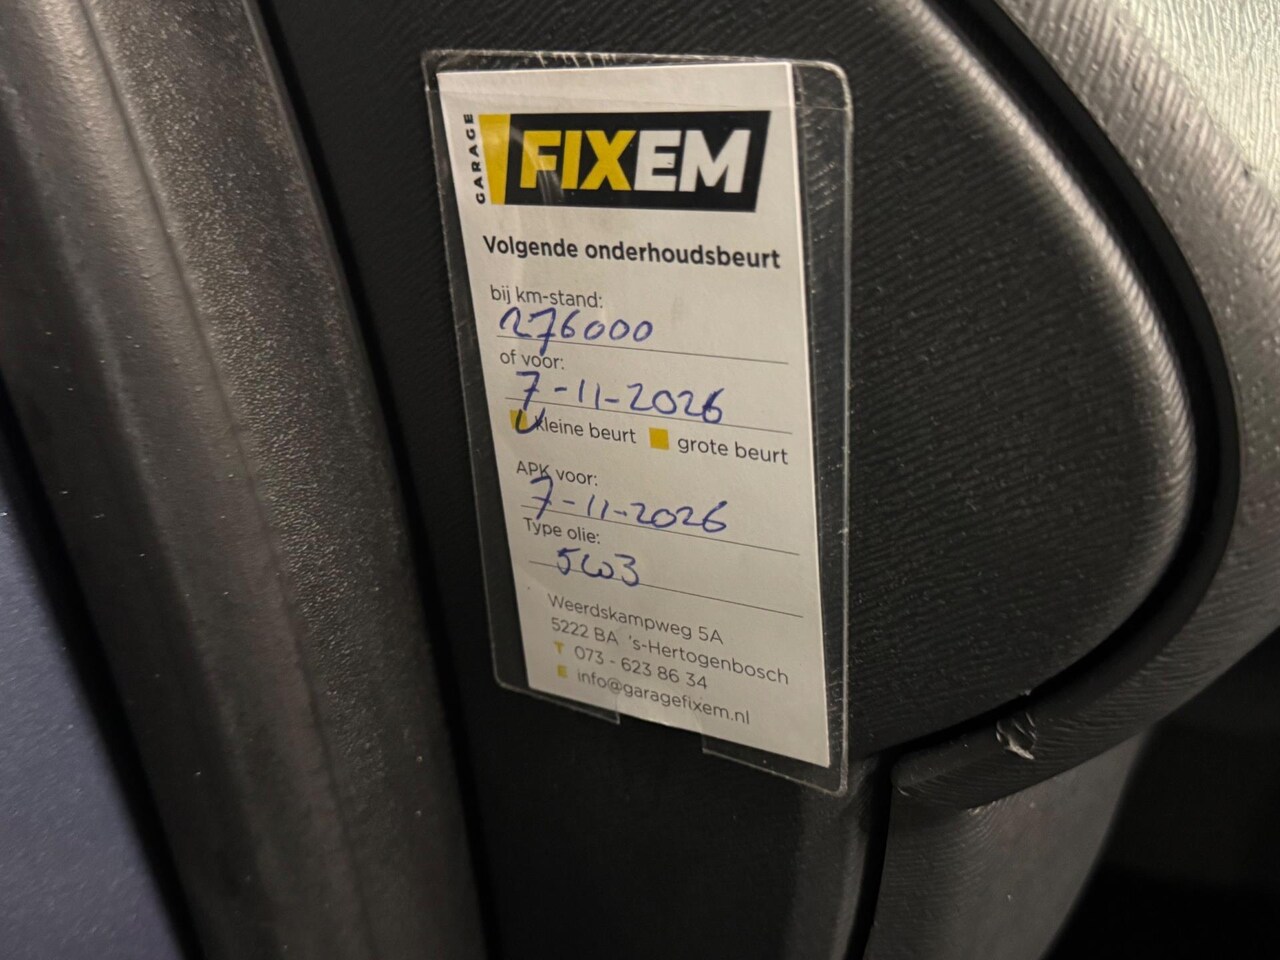 GARAGE
FIXEM
Volgende onderhoudsbeurt
bij km-stand:
276000
of voor:
7-11-2026
kleine beurt grote beurt
APK voor:
7-11-2026
Type olie:
5W3
Weerdskampweg 5A
5222 BA 's-Hertogenbosch
T 073 - 623 86 34
E info@garagefixem.nl